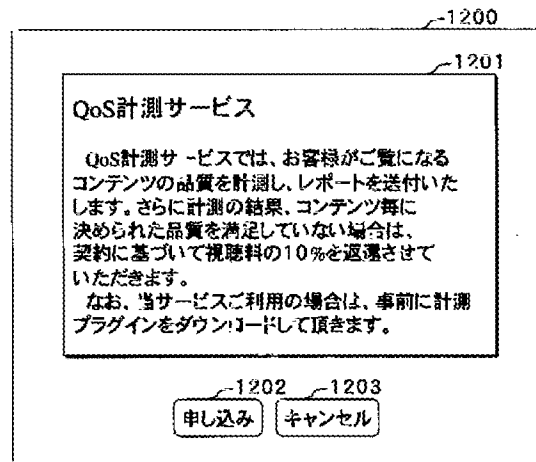 1200
1201
QoS計測サービス
QoS計測サービスでは、お客様がご覧になる
コンテンツの品質を計測し、レポートを送付いた
します。さらに計測の結果、コンテンツ毎に
決められた品質を満足していない場合は、
契約に基づいて視聴料の10%を返還させて
いただきます。
なお、当サービスご利用の場合は、事前に計測
プラグインをダウンロードして頂きます。
1202 1203
申し込み キャンセル